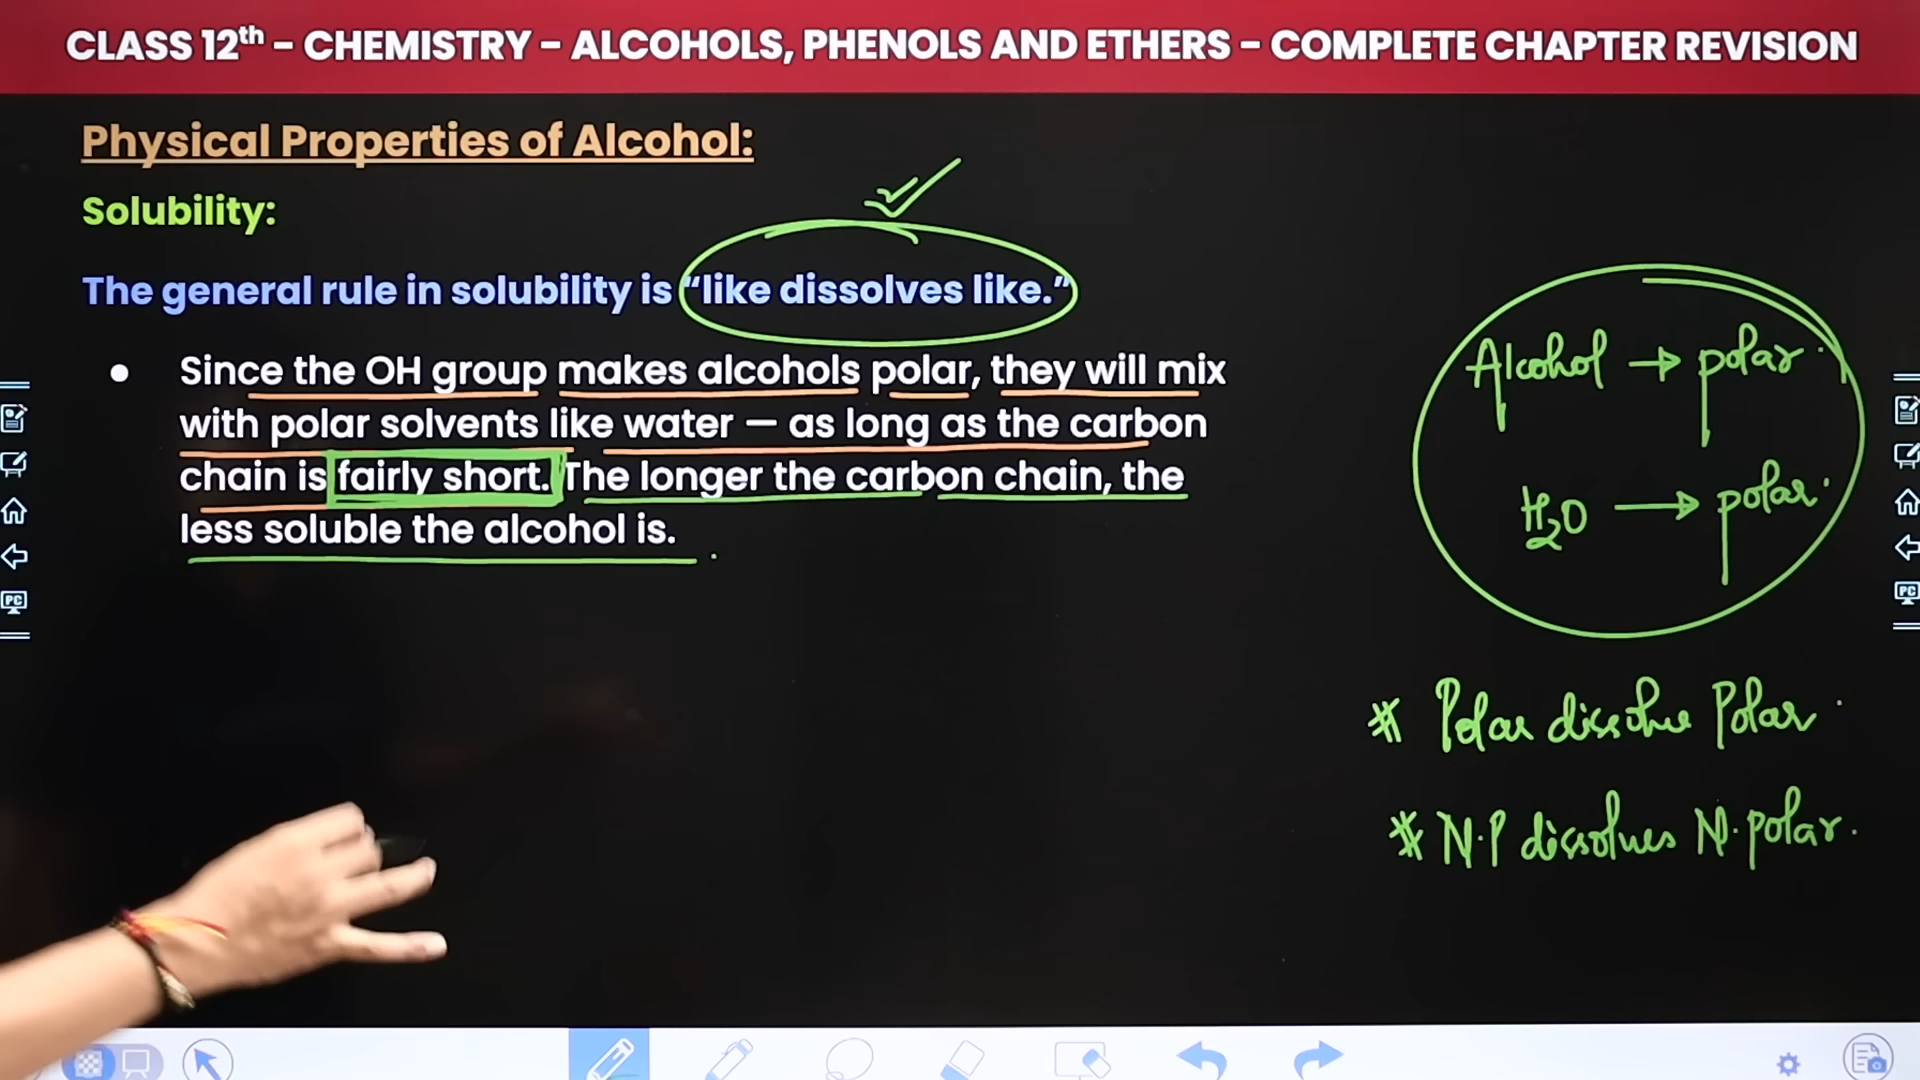 CLASS 12th - CHEMISTRY - ALCOHOLS, PHENOLS AND ETHERS - COMPLETE CHAPTER REVISION
Physical Properties of Alcohol:
Solubility:
The general rule in solubility is “like dissolves like.”
● Since the OH group makes alcohols polar, they will mix
with polar solvents like water — as long as the carbon
chain is fairly short. The longer the carbon chain, the
less soluble the alcohol is.
Alcohol → polar
H2O → polar
* Polar dissolve Polar
* N.P dissolves N.polar.
PC
PC